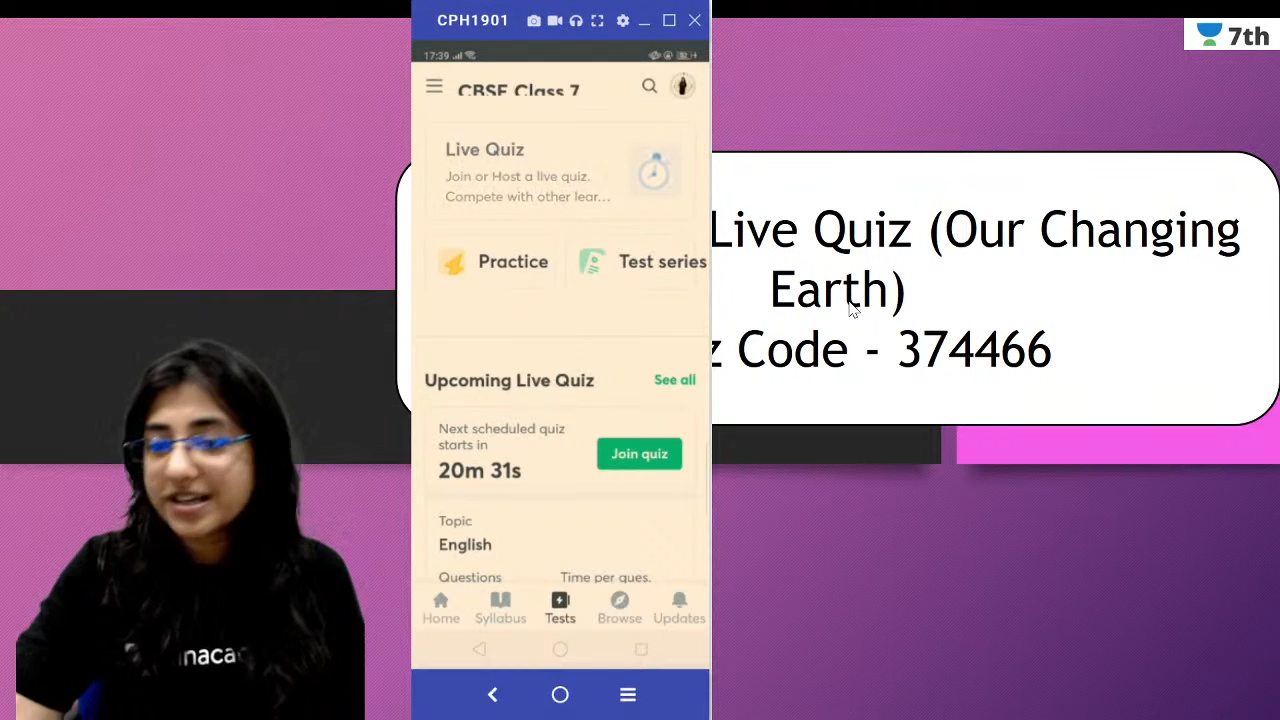 CPH1901
7th
17:39
CBSE Class 7
Live Quiz
Join or Host a live quiz.
Compete with other lear...
Practice
Test series
Live Quiz (Our Changing
Earth)
z Code - 374466
Upcoming Live Quiz
See all
Next scheduled quiz
starts in
20m 31s
Join quiz
Topic
English
Questions
Time per ques.
Home
Syllabus
Tests
Browse
Updates
nacad